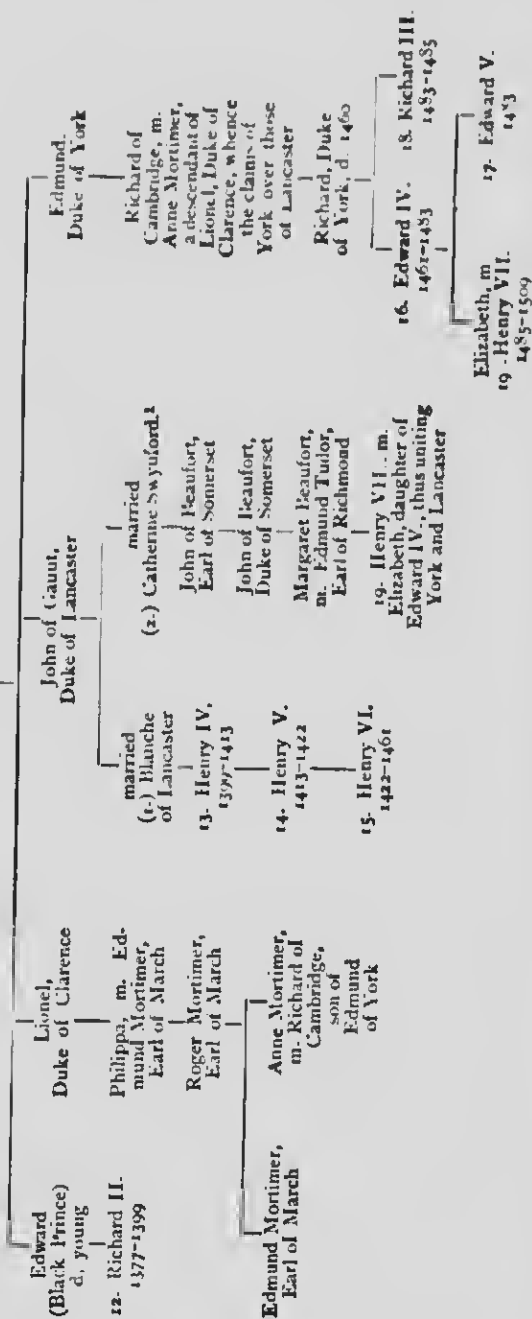 Edward
(Black Prince)
d. young
12. Richard II.
1377-1399
Lionel,
Duke of Clarence
Philippa, m. Ed-
mund Mortimer,
Earl of March
Roger Mortimer,
Earl of March
Edmund Mortimer,
Earl of March
Anne Mortimer,
m. Richard of
Cambridge,
son of
Edmund
of York
John of Gaunt,
Duke of Lancaster
married
(1.) Blanche
of Lancaster
13. Henry IV.
1399-1413
14. Henry V.
1413-1422
15. Henry VI.
1422-1461
married
(2.) Catherine Swynford.¹
John of Beaufort,
Earl of Somerset
John of Beaufort,
Duke of Somerset
Margaret Beaufort,
m. Edmund Tudor,
Earl of Richmond
19. Henry VII., m.
Elizabeth, daughter of
Edward IV., thus uniting
York and Lancaster
Edmund.
Duke of York
Richard of
Cambridge, m.
Anne Mortimer,
a descendant of
Lionel, Duke of
Clarence, whence
the claims of
York over those
of Lancaster
Richard, Duke
of York, d. 1460
16. Edward IV.
1461-1483
18. Richard III.
1483-1485
Elizabeth, m
19. Henry VII.
1485-1509
17. Edward V.
1483